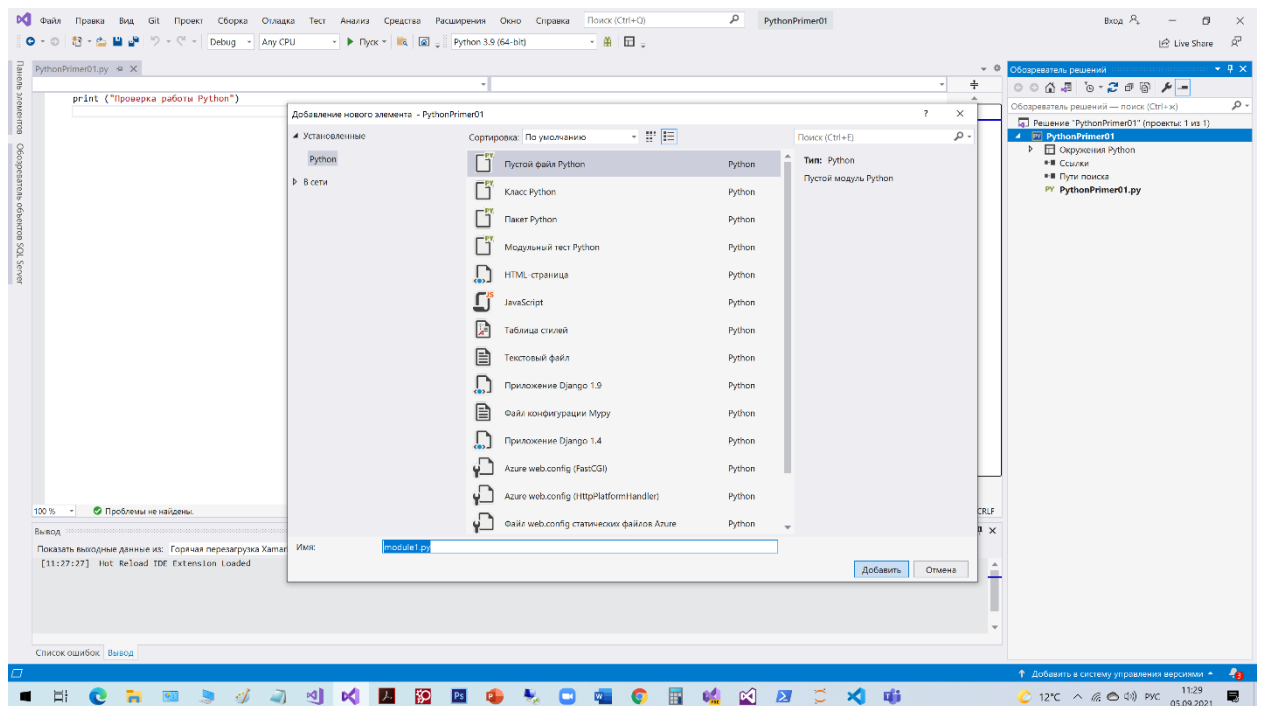 Файл Правка Вид Git Проект Сборка Отладка Тест Анализ Средства Расширения Окно Справка Поиск (Ctrl+Q) PythonPrimer01 Вход
Debug Any CPU Пуск Python 3.9 (64-bit) Live Share
Панель элементов
Обозреватель объектов SQL Server
PythonPrimer01.py
print ("Проверка работы Python")
Добавление нового элемента - PythonPrimer01 ?
Установленные
Python
В сети
Сортировка: По умолчанию
Поиск (Ctrl+E)
Пустой файл Python Python
Класс Python Python
Пакет Python Python
Модульный тест Python Python
HTML-страница Python
JavaScript Python
Таблица стилей Python
Текстовый файл Python
Приложение Django 1.9 Python
Файл конфигурации Mypy Python
Приложение Django 1.4 Python
Azure web.config (FastCGI) Python
Azure web.config (HttpPlatformHandler) Python
Файл web.config статических файлов Azure Python
Тип: Python
Пустой модуль Python
Имя: module1.py
Добавить Отмена
Обозреватель решений
Обозреватель решений — поиск (Ctrl+ж)
Решение "PythonPrimer01" (проекты: 1 из 1)
PythonPrimer01
Окружения Python
Ссылки
Пути поиска
PythonPrimer01.py
100 % Проблемы не найдены. CRLF
Вывод
Показать выходные данные из: Горячая перезагрузка Xamar
[11:27:27] Hot Reload IDE Extension Loaded
Список ошибок Вывод
Добавить в систему управления версиями 3
12°C РУС 11:29
05.09.2021